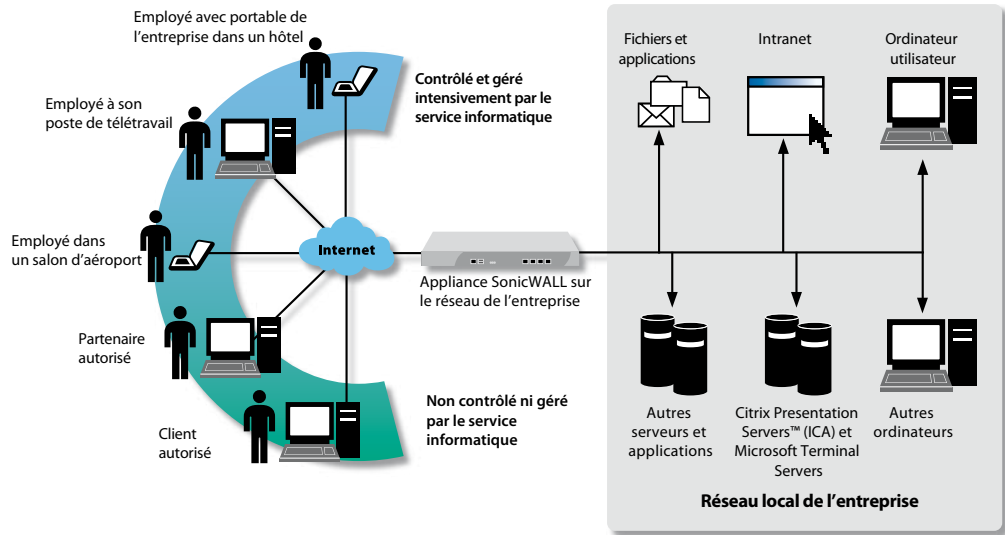 Employé avec portable de
l'entreprise dans un hôtel
Contrôlé et géré
intensivement par le
service informatique
Employé à son
poste de télétravail
Employé dans
un salon d'aéroport
Partenaire
autorisé
Client
autorisé
Non contrôlé ni géré
par le service
informatique
Internet
Appliance SonicWALL sur
le réseau de l'entreprise
Fichiers et
applications
Intranet
Ordinateur
utilisateur
Autres
serveurs et
applications
Citrix Presentation
Servers™ (ICA) et
Microsoft Terminal
Servers
Autres
ordinateurs
Réseau local de l'entreprise